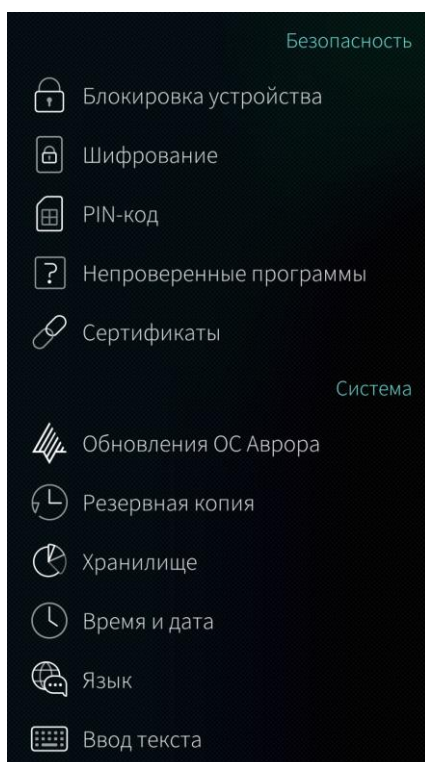 Безопасность
Блокировка устройства
Шифрование
PIN-код
Непроверенные программы
Сертификаты
Система
Обновления ОС Аврора
Резервная копия
Хранилище
Время и дата
Язык
Ввод текста